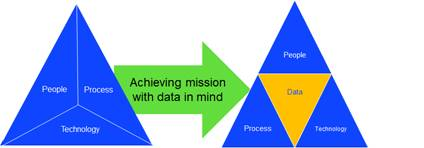 People
Process
Technology
Achieving mission
with data in mind
People
Data
Process
Technology